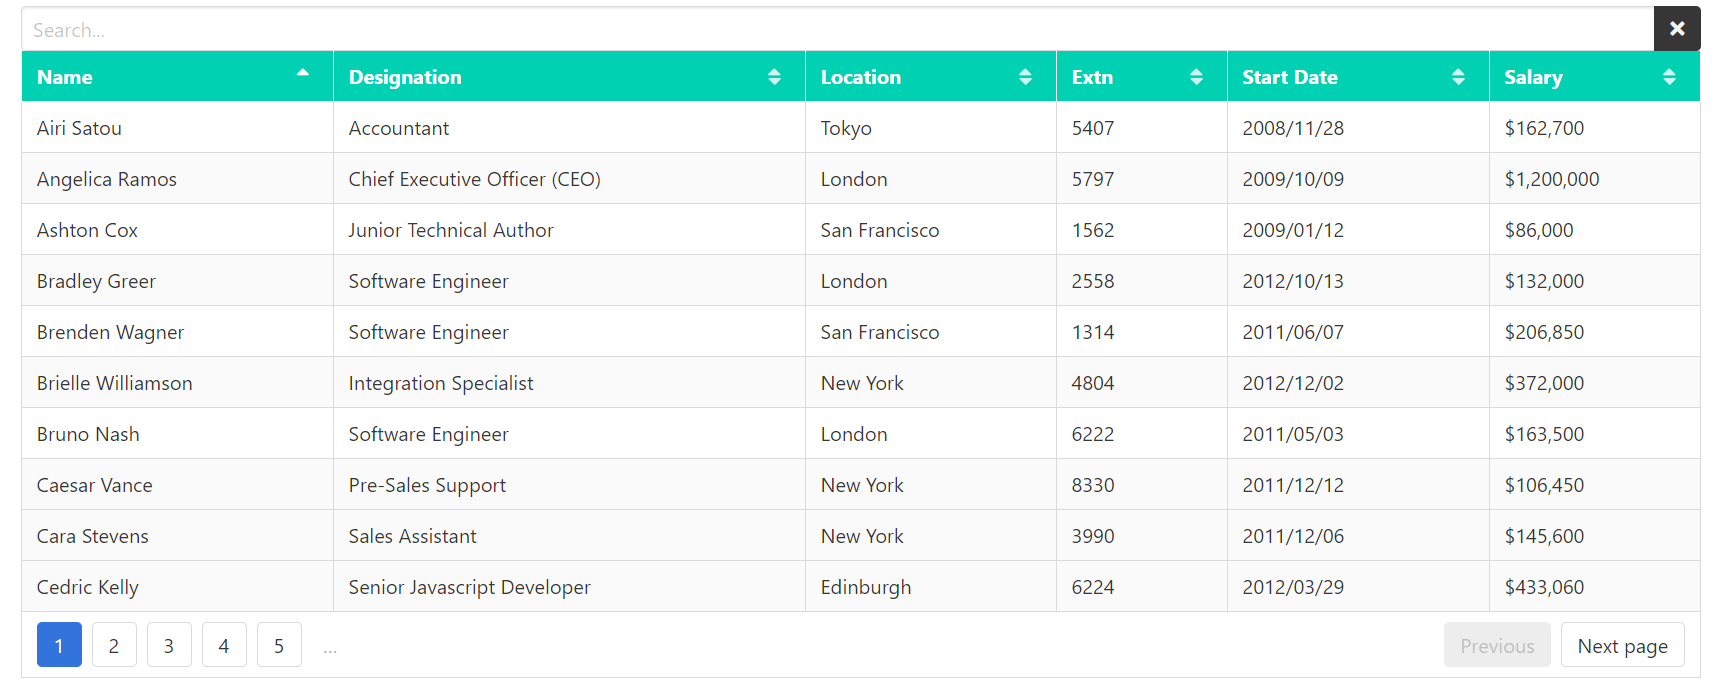 Search...
Name Designation Location Extn Start Date Salary
Airi Satou Accountant Tokyo 5407 2008/11/28 $162,700
Angelica Ramos Chief Executive Officer (CEO) London 5797 2009/10/09 $1,200,000
Ashton Cox Junior Technical Author San Francisco 1562 2009/01/12 $86,000
Bradley Greer Software Engineer London 2558 2012/10/13 $132,000
Brenden Wagner Software Engineer San Francisco 1314 2011/06/07 $206,850
Brielle Williamson Integration Specialist New York 4804 2012/12/02 $372,000
Bruno Nash Software Engineer London 6222 2011/05/03 $163,500
Caesar Vance Pre-Sales Support New York 8330 2011/12/12 $106,450
Cara Stevens Sales Assistant New York 3990 2011/12/06 $145,600
Cedric Kelly Senior Javascript Developer Edinburgh 6224 2012/03/29 $433,060
1 2 3 4 5 ... Previous Next page